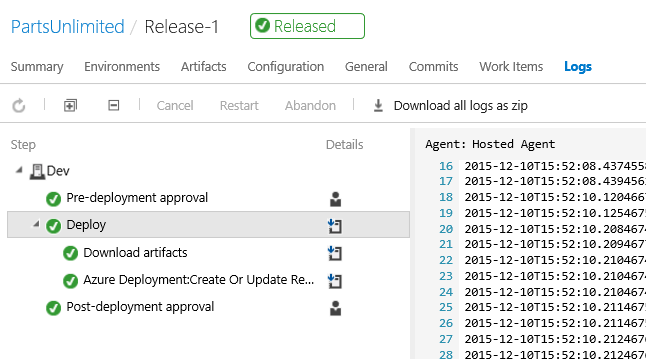 PartsUnlimited / Release-1 Released
Summary Environments Artifacts Configuration General Commits Work Items Logs
Cancel Restart Abandon Download all logs as zip
Step Details
Dev
Pre-deployment approval
Deploy
Download artifacts
Azure Deployment:Create Or Update Re...
Post-deployment approval
Agent: Hosted Agent
16 2015-12-10T15:52:08.4374558
17 2015-12-10T15:52:08.439456
18 2015-12-10T15:52:10.120466
19 2015-12-10T15:52:10.125467
20 2015-12-10T15:52:10.208467
21 2015-12-10T15:52:10.209467
22 2015-12-10T15:52:10.210467
23 2015-12-10T15:52:10.210467
24 2015-12-10T15:52:10.210467
25 2015-12-10T15:52:10.211467
26 2015-12-10T15:52:10.211467
27 2015-12-10T15:52:10.212467
28 2015-12-10T15:52:10.212467